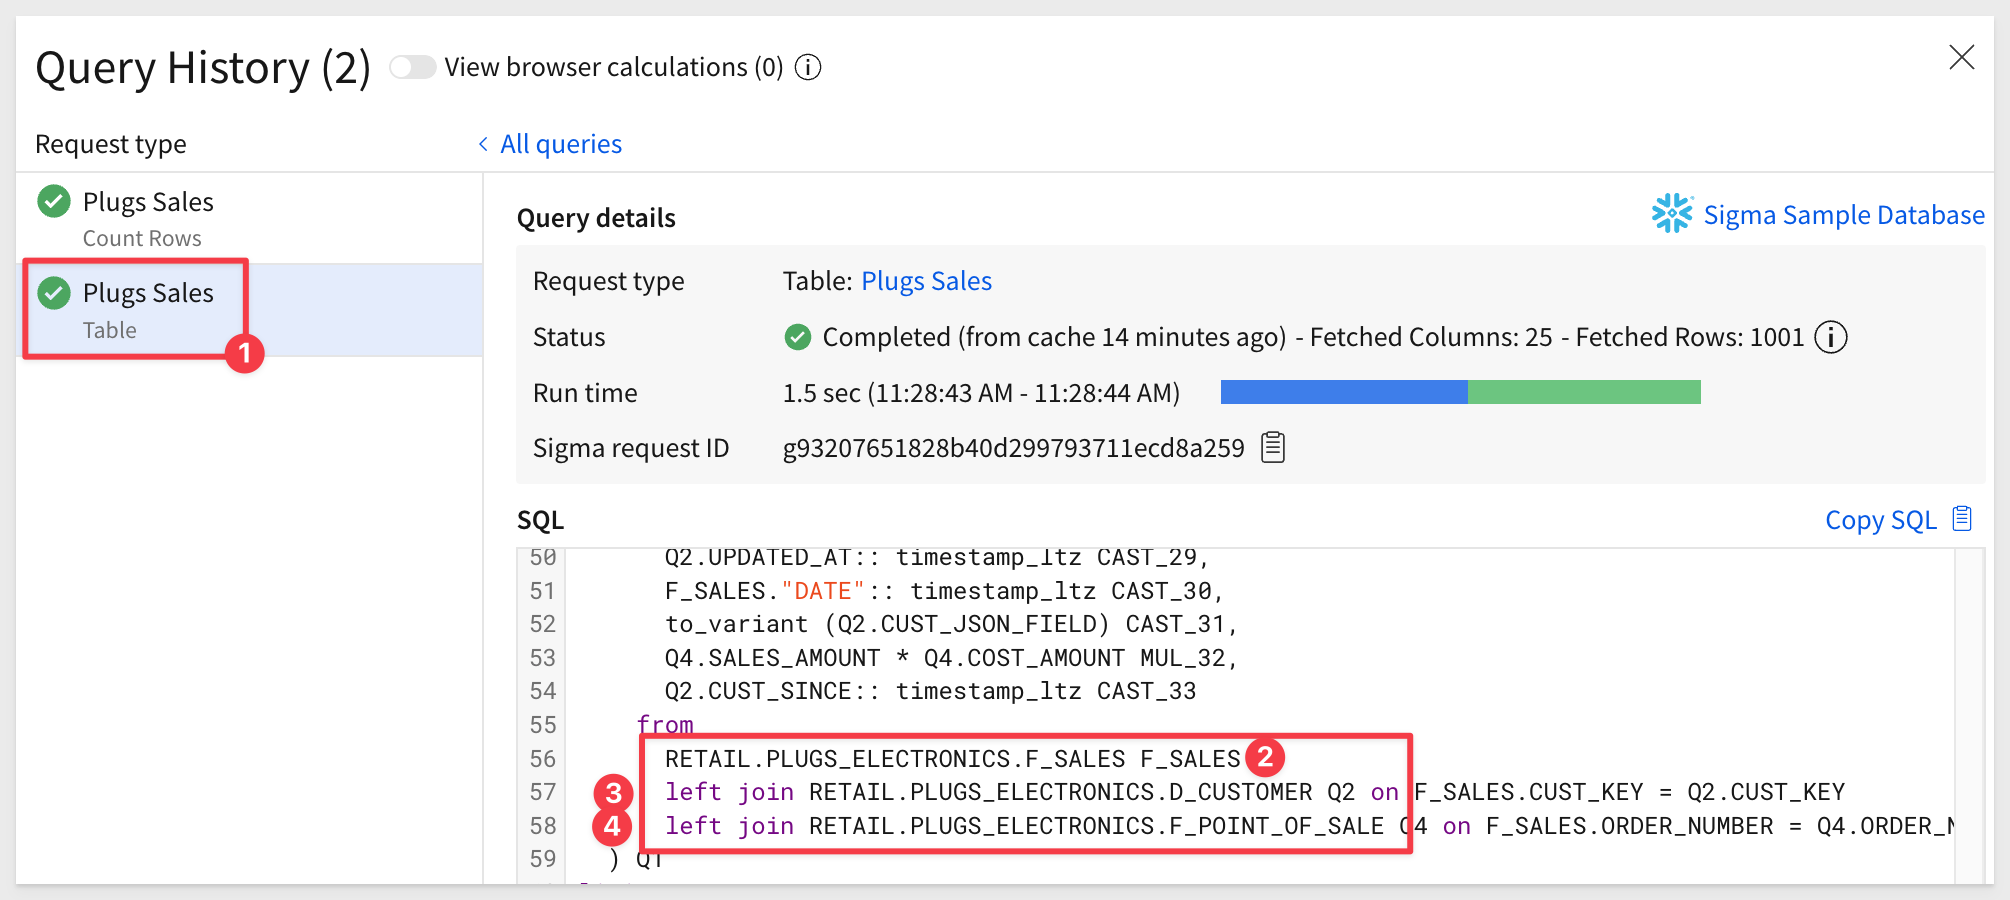 Query History (2) View browser calculations (0)
Request type
< All queries
Plugs Sales
Count Rows
Plugs Sales
Table
1
Query details
Sigma Sample Database
Request type Table: Plugs Sales
Status Completed (from cache 14 minutes ago) - Fetched Columns: 25 - Fetched Rows: 1001
Run time 1.5 sec (11:28:43 AM - 11:28:44 AM)
Sigma request ID g93207651828b40d299793711ecd8a259
SQL
Copy SQL
50 Q2.UPDATED_AT:: timestamp_ltz CAST_29,
51 F_SALES."DATE":: timestamp_ltz CAST_30,
52 to_variant (Q2.CUST_JSON_FIELD) CAST_31,
53 Q4.SALES_AMOUNT * Q4.COST_AMOUNT MUL_32,
54 Q2.CUST_SINCE:: timestamp_ltz CAST_33
55 from
56 RETAIL.PLUGS_ELECTRONICS.F_SALES F_SALES 2
57 3 left join RETAIL.PLUGS_ELECTRONICS.D_CUSTOMER Q2 on F_SALES.CUST_KEY = Q2.CUST_KEY
58 4 left join RETAIL.PLUGS_ELECTRONICS.F_POINT_OF_SALE Q4 on F_SALES.ORDER_NUMBER = Q4.ORDER_N
59 ) Q1